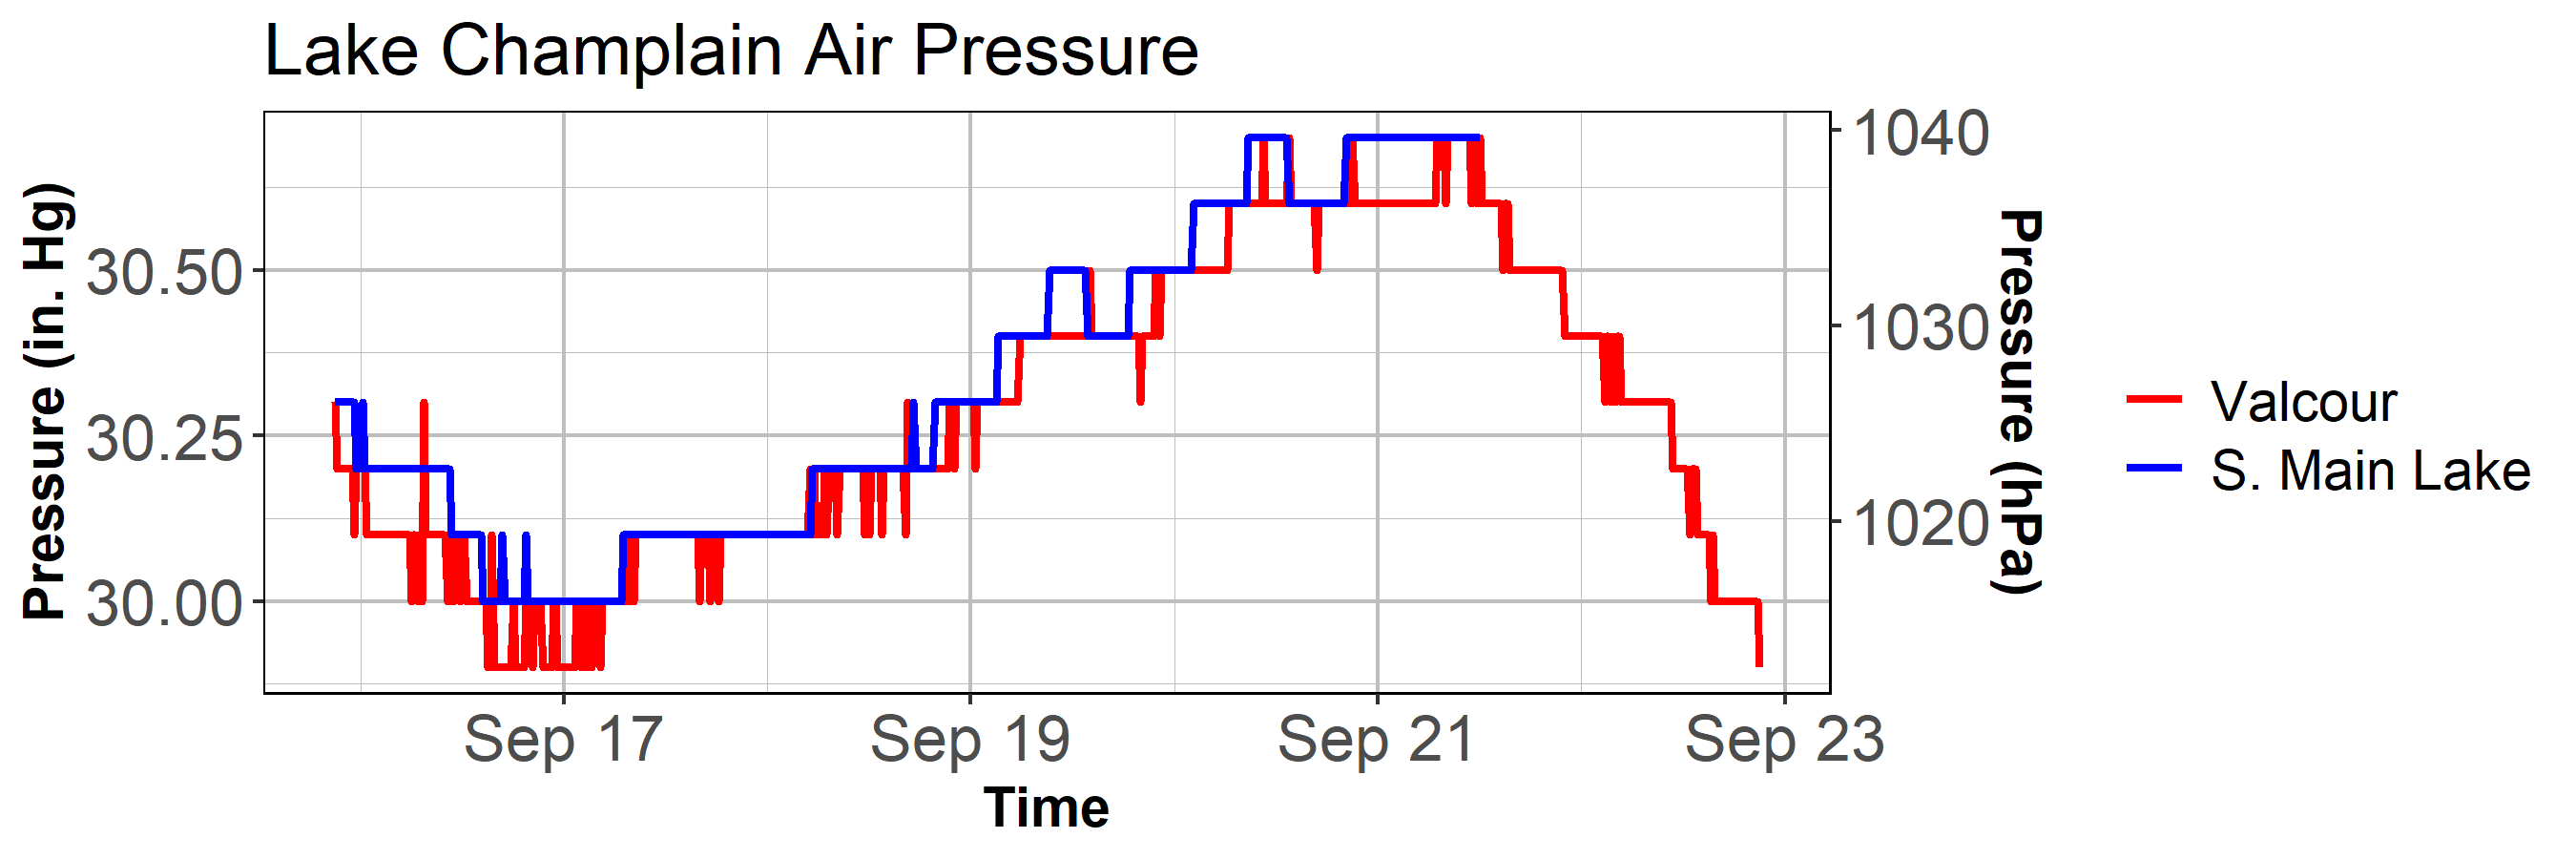 Lake Champlain Air Pressure
Pressure (in. Hg)
30.50
30.25
30.00
1040
1030
1020
Pressure (hPa)
Sep 17
Sep 19
Sep 21
Sep 23
Time
Valcour
S. Main Lake